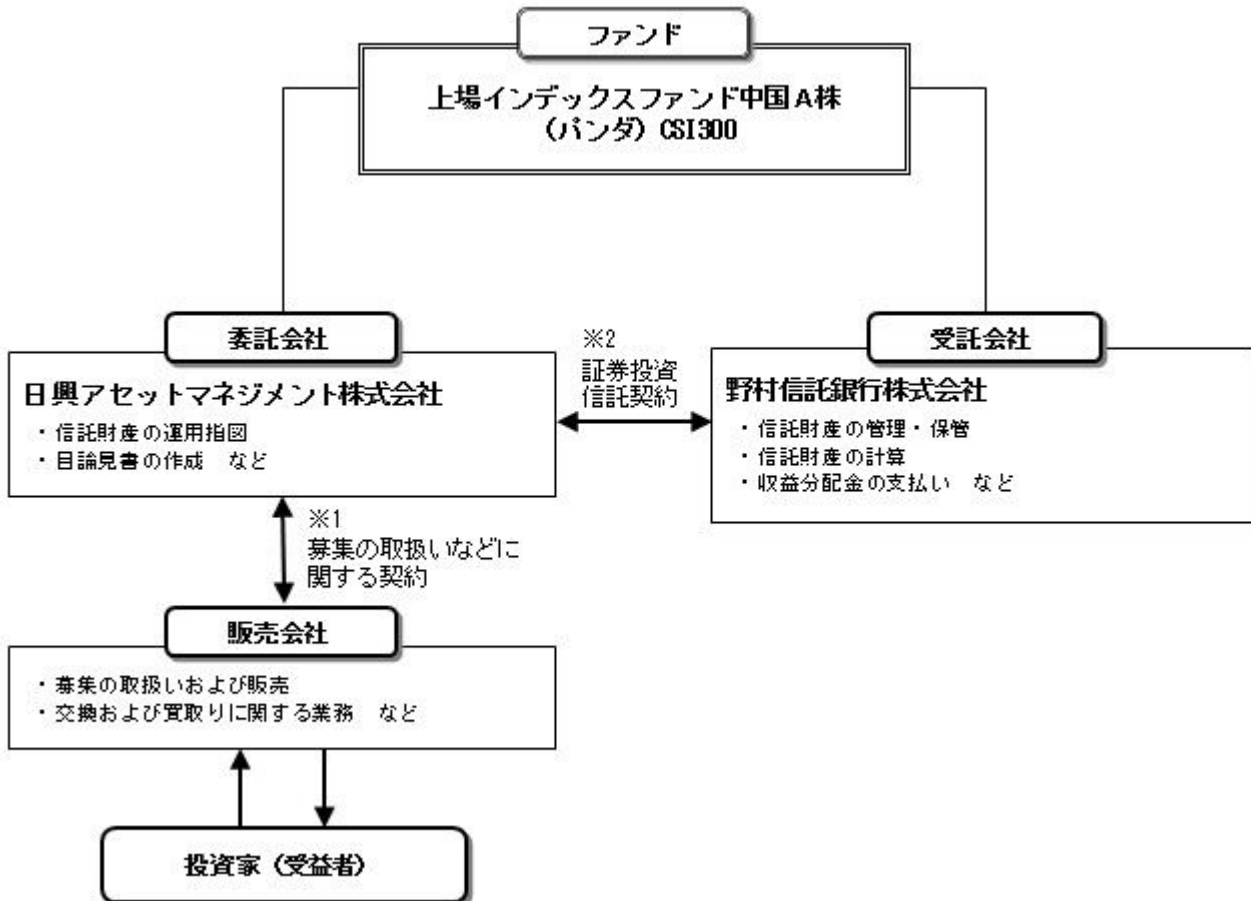 ファンド
上場インデックスファンド中国A株
(パンダ) CSI300
委託会社
日興アセットマネジメント株式会社
・信託財産の運用指図
・目論見書の作成 など
※2
証券投資
信託契約
受託会社
野村信託銀行株式会社
・信託財産の管理・保管
・信託財産の計算
・収益分配金の支払い など
※1
募集の取扱いなどに
関する契約
販売会社
・募集の取扱いおよび販売
・交換および買取りに関する業務 など
投資家(受益者)